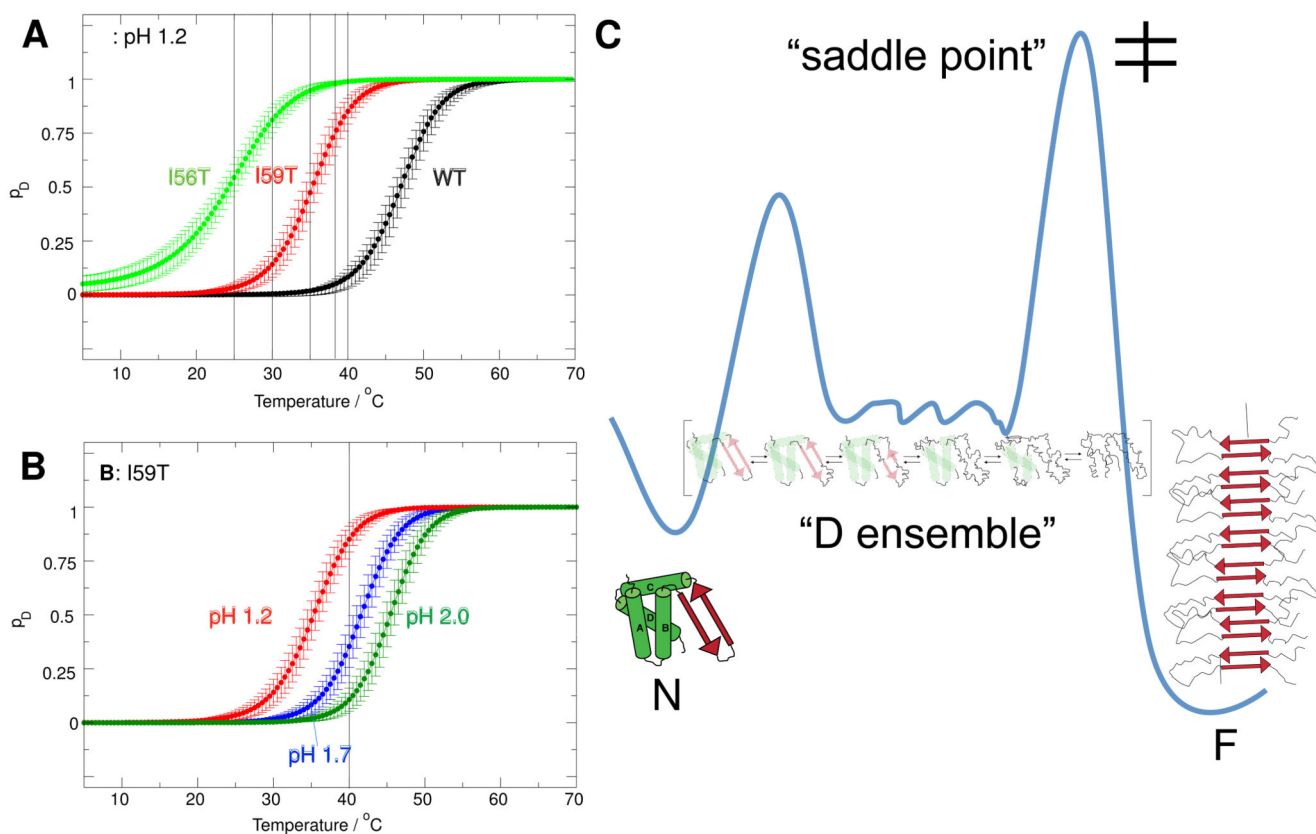 A
: pH 1.2
1
0.75
0.5
0.25
0
p_D
I56T
I59T
WT
10 20 30 40 50 60 70
Temperature / °C
B
B: I59T
1
0.75
0.5
0.25
0
p_D
pH 1.2
pH 2.0
pH 1.7
10 20 30 40 50 60 70
Temperature / °C
C
“saddle point” ‡
“D ensemble”
C
D
A B
N
F